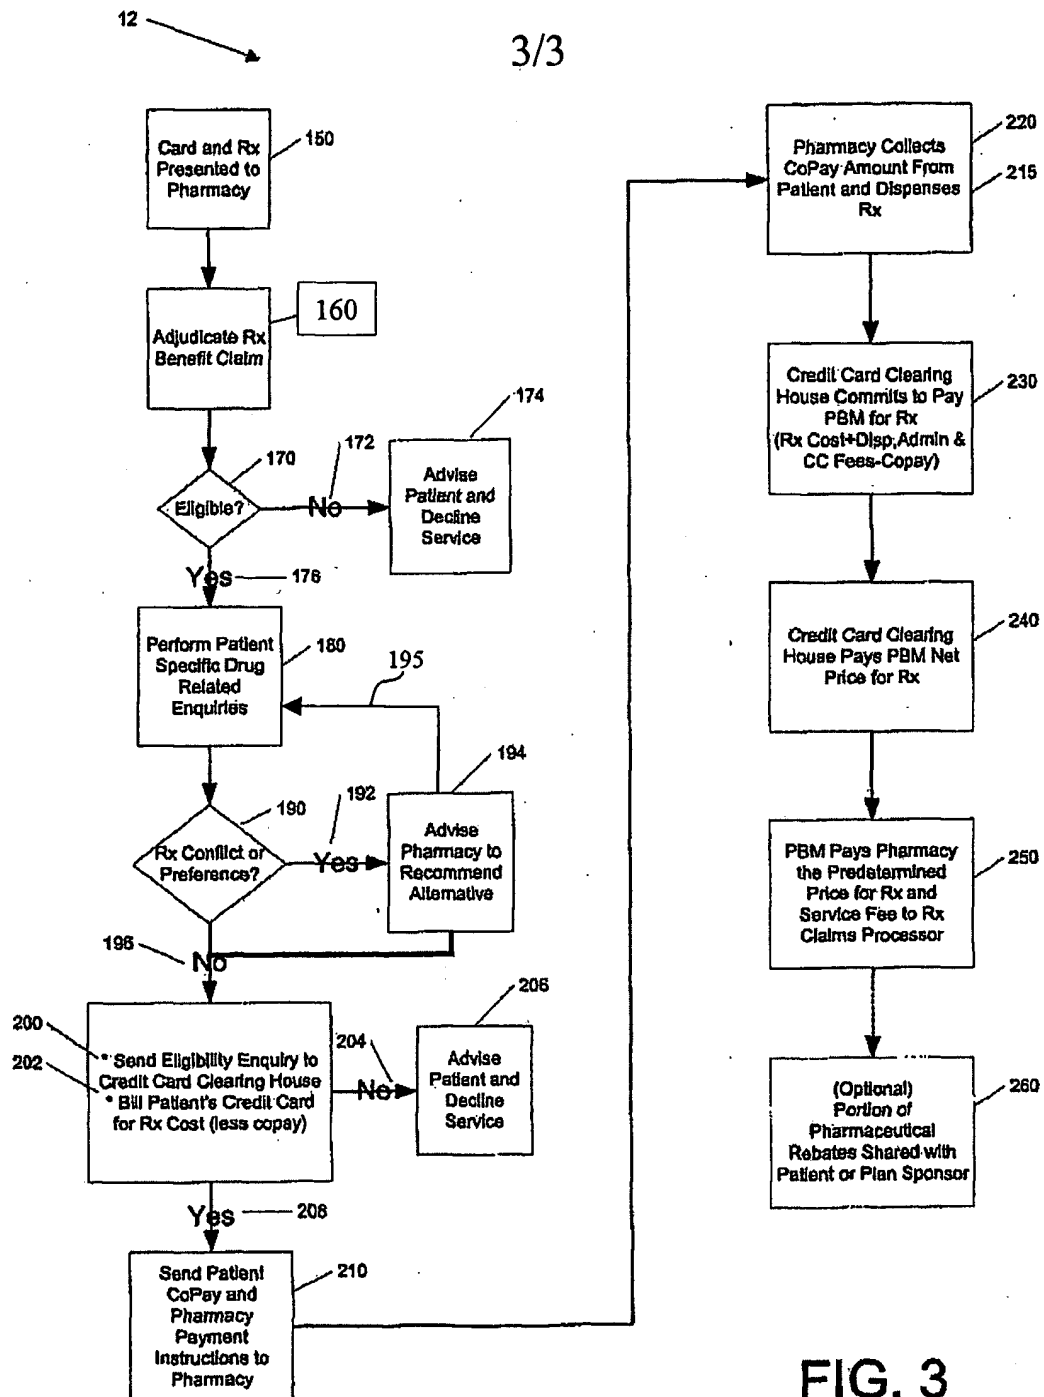 12
3/3
Card and Rx
Presented to
Pharmacy
150
Adjudicate Rx
Benefit Claim
160
Eligible?
170
No
172
Advise
Patient and
Decline
Service
174
Yes
176
Perform Patient
Specific Drug
Related
Enquiries
180
195
Rx Conflict or
Preference?
190
Yes
192
Advise
Pharmacy to
Recommend
Alternative
194
196
No
200
202
* Send Eligibility Enquiry to
Credit Card Clearing House
* Bill Patient's Credit Card
for Rx Cost (less copay)
204
No
Advise
Patient and
Decline
Service
206
Yes
208
Send Patient
CoPay and
Pharmacy
Payment
Instructions to
Pharmacy
210
Pharmacy Collects
CoPay Amount From
Patient and Dispenses
Rx
220
215
Credit Card Clearing
House Commits to Pay
PBM for Rx
(Rx Cost+Disp,Admin &
CC Fees-Copay)
230
Credit Card Clearing
House Pays PBM Net
Price for Rx
240
PBM Pays Pharmacy
the Predetermined
Price for Rx and
Service Fee to Rx
Claims Processor
250
(Optional)
Portion of
Pharmaceutical
Rebates Shared with
Patient or Plan Sponsor
260
FIG. 3